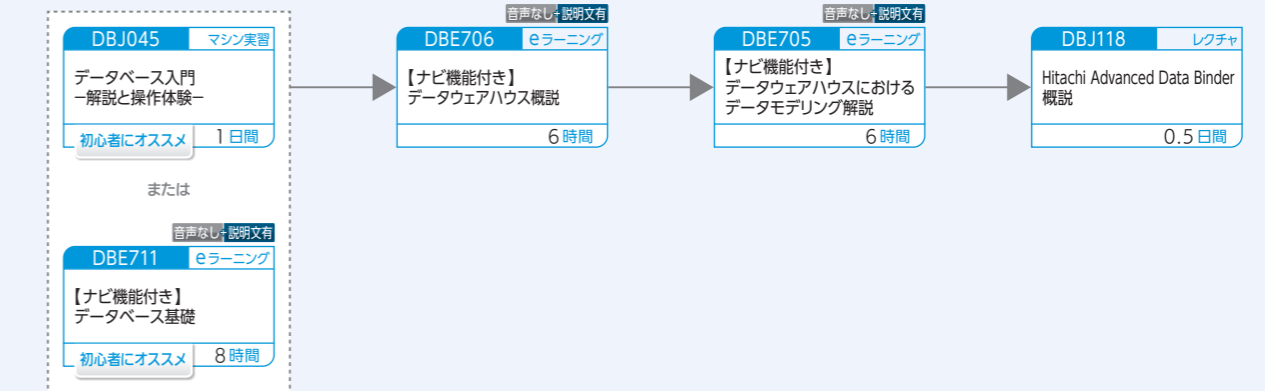 DBJ045 マシン実習
データベース入門
−解説と操作体験−
初心者にオススメ 1日間
または
音声なし+説明文有
DBE711 eラーニング
【ナビ機能付き】
データベース基礎
初心者にオススメ 8時間
音声なし+説明文有
DBE706 eラーニング
【ナビ機能付き】
データウェアハウス概説
6時間
音声なし+説明文有
DBE705 eラーニング
【ナビ機能付き】
データウェアハウスにおける
データモデリング解説
6時間
DBJ118 レクチャ
Hitachi Advanced Data Binder
概説
0.5日間